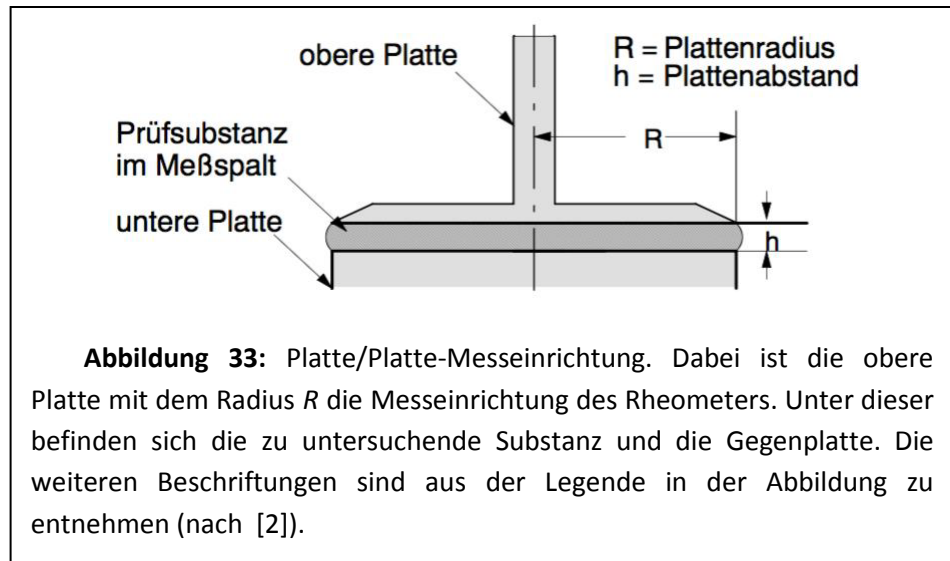 obere Platte
R = Plattenradius
h = Plattenabstand
Prüfsubstanz
im Meßspalt
R
untere Platte
h
Abbildung 33: Platte/Platte-Messeinrichtung. Dabei ist die obere
Platte mit dem Radius R die Messeinrichtung des Rheometers. Unter dieser
befinden sich die zu untersuchende Substanz und die Gegenplatte. Die
weiteren Beschriftungen sind aus der Legende in der Abbildung zu
entnehmen (nach [2]).